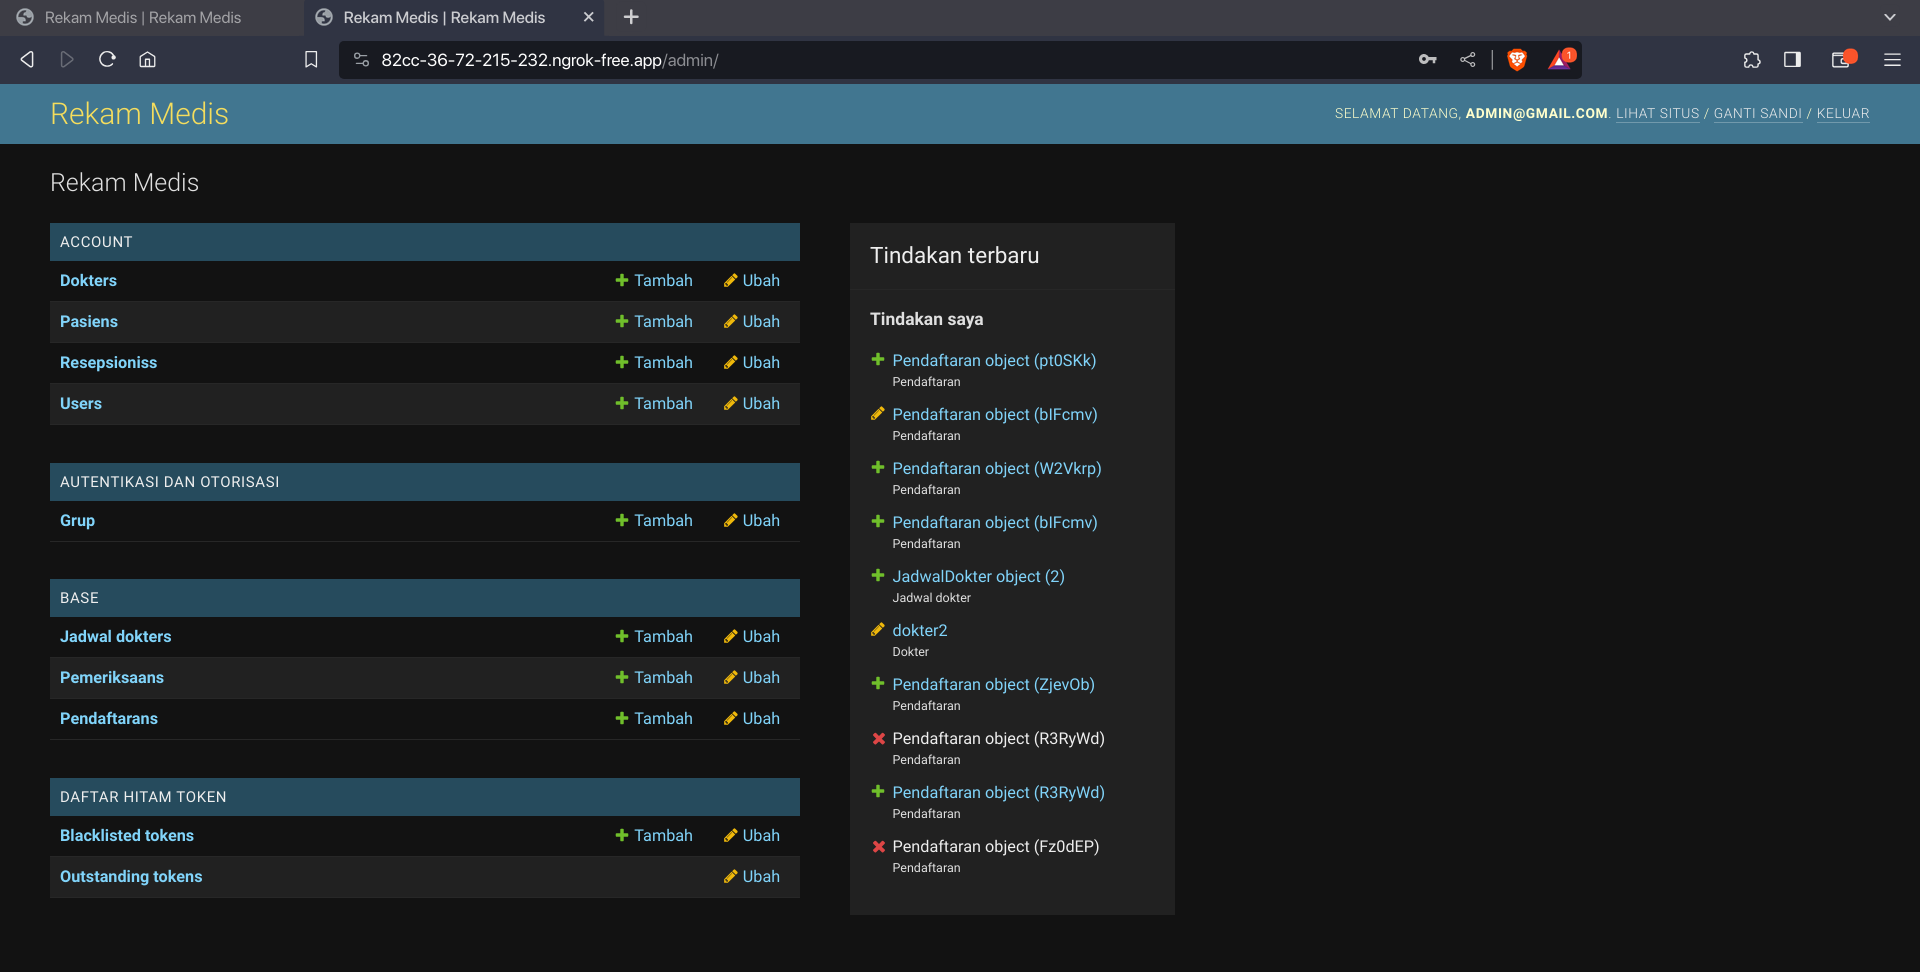 Rekam Medis | Rekam Medis
Rekam Medis | Rekam Medis
82cc-36-72-215-232.ngrok-free.app/admin/
1
Rekam Medis
SELAMAT DATANG, ADMIN@GMAIL.COM. LIHAT SITUS / GANTI SANDI / KELUAR
Rekam Medis
ACCOUNT
Dokters Tambah Ubah
Pasiens Tambah Ubah
Resepsioniss Tambah Ubah
Users Tambah Ubah
AUTENTIKASI DAN OTORISASI
Grup Tambah Ubah
BASE
Jadwal dokters Tambah Ubah
Pemeriksaans Tambah Ubah
Pendaftarans Tambah Ubah
DAFTAR HITAM TOKEN
Blacklisted tokens Tambah Ubah
Outstanding tokens Ubah
Tindakan terbaru
Tindakan saya
Pendaftaran object (pt0SKk)
Pendaftaran
Pendaftaran object (bIFcmv)
Pendaftaran
Pendaftaran object (W2Vkrp)
Pendaftaran
Pendaftaran object (bIFcmv)
Pendaftaran
JadwalDokter object (2)
Jadwal dokter
dokter2
Dokter
Pendaftaran object (ZjevOb)
Pendaftaran
Pendaftaran object (R3RyWd)
Pendaftaran
Pendaftaran object (R3RyWd)
Pendaftaran
Pendaftaran object (Fz0dEP)
Pendaftaran